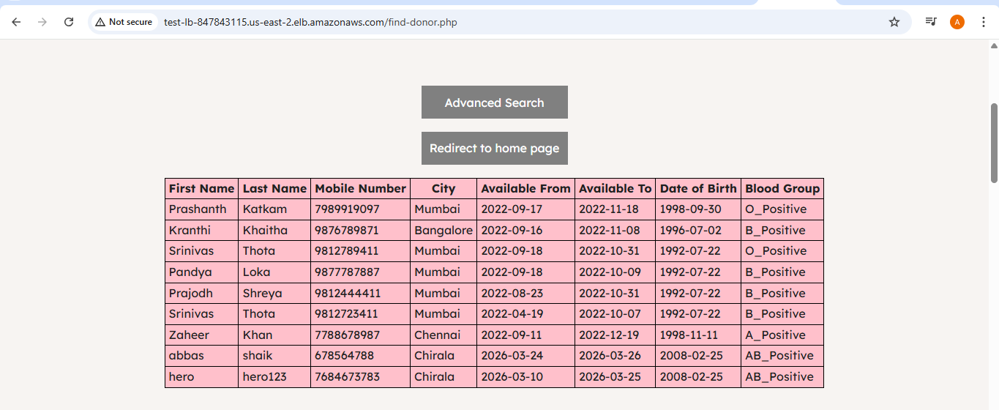 Not secure test-lb-847843115.us-east-2.elb.amazonaws.com/find-donor.php A
Advanced Search
Redirect to home page
First Name Last Name Mobile Number City Available From Available To Date of Birth Blood Group
Prashanth Katkam 7989919097 Mumbai 2022-09-17 2022-11-18 1998-09-30 O_Positive
Kranthi Khaitha 9876789871 Bangalore 2022-09-16 2022-11-08 1996-07-02 B_Positive
Srinivas Thota 9812789411 Mumbai 2022-09-18 2022-10-31 1992-07-22 O_Positive
Pandya Loka 9877787887 Mumbai 2022-09-18 2022-10-09 1992-07-22 B_Positive
Prajodh Shreya 9812444411 Mumbai 2022-08-23 2022-10-31 1992-07-22 B_Positive
Srinivas Thota 9812723411 Mumbai 2022-04-19 2022-10-07 1992-07-22 B_Positive
Zaheer Khan 7788678987 Chennai 2022-09-11 2022-12-19 1998-11-11 A_Positive
abbas shaik 678564788 Chirala 2026-03-24 2026-03-26 2008-02-25 AB_Positive
hero hero123 7684673783 Chirala 2026-03-10 2026-03-25 2008-02-25 AB_Positive